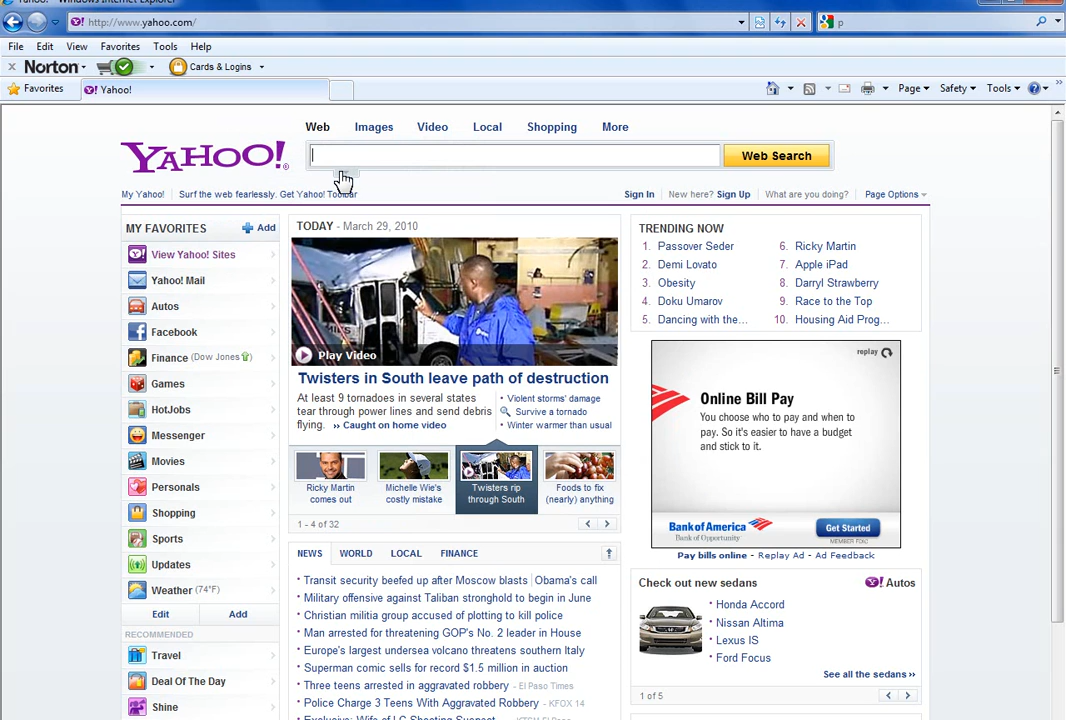 Yahoo! - Windows Internet Explorer
http://www.yahoo.com/
p
File Edit View Favorites Tools Help
x Norton Cards & Logins
Favorites Yahoo! Page Safety Tools
Web Images Video Local Shopping More
YAHOO!® Web Search
My Yahoo! Surf the web fearlessly. Get Yahoo! Toolbar Sign In New here? Sign Up What are you doing? Page Options
MY FAVORITES Add
View Yahoo! Sites
Yahoo! Mail
Autos
Facebook
Finance (Dow Jones)
Games
HotJobs
Messenger
Movies
Personals
Shopping
Sports
Updates
Weather (74°F)
Edit Add
RECOMMENDED
Travel
Deal Of The Day
Shine
TODAY - March 29, 2010
Play Video
Twisters in South leave path of destruction
At least 9 tornadoes in several states
tear through power lines and send debris
flying. ›› Caught on home video
• Violent storms' damage
Survive a tornado
• Winter warmer than usual
Ricky Martin
comes out
Michelle Wie's
costly mistake
Twisters rip
through South
Foods to fix
(nearly) anything
1 - 4 of 32
NEWS WORLD LOCAL FINANCE
• Transit security beefed up after Moscow blasts | Obama's call
• Military offensive against Taliban stronghold to begin in June
• Christian militia group accused of plotting to kill police
• Man arrested for threatening GOP's No. 2 leader in House
• Europe's largest undersea volcano threatens southern Italy
• Superman comic sells for record $1.5 million in auction
• Three teens arrested in aggravated robbery - El Paso Times
• Police Charge 3 Teens With Aggravated Robbery - KFOX 14
TRENDING NOW
1. Passover Seder
2. Demi Lovato
3. Obesity
4. Doku Umarov
5. Dancing with the...
6. Ricky Martin
7. Apple iPad
8. Darryl Strawberry
9. Race to the Top
10. Housing Aid Prog...
replay
Online Bill Pay
You choose who to pay and when to
pay. So it's easier to have a budget
and stick to it.
Bank of America
Bank of Opportunity™
Get Started
MEMBER FDIC
Pay bills online - Replay Ad - Ad Feedback
Check out new sedans Y! Autos
• Honda Accord
• Nissan Altima
• Lexus IS
• Ford Focus
See all the sedans ››
1 of 5